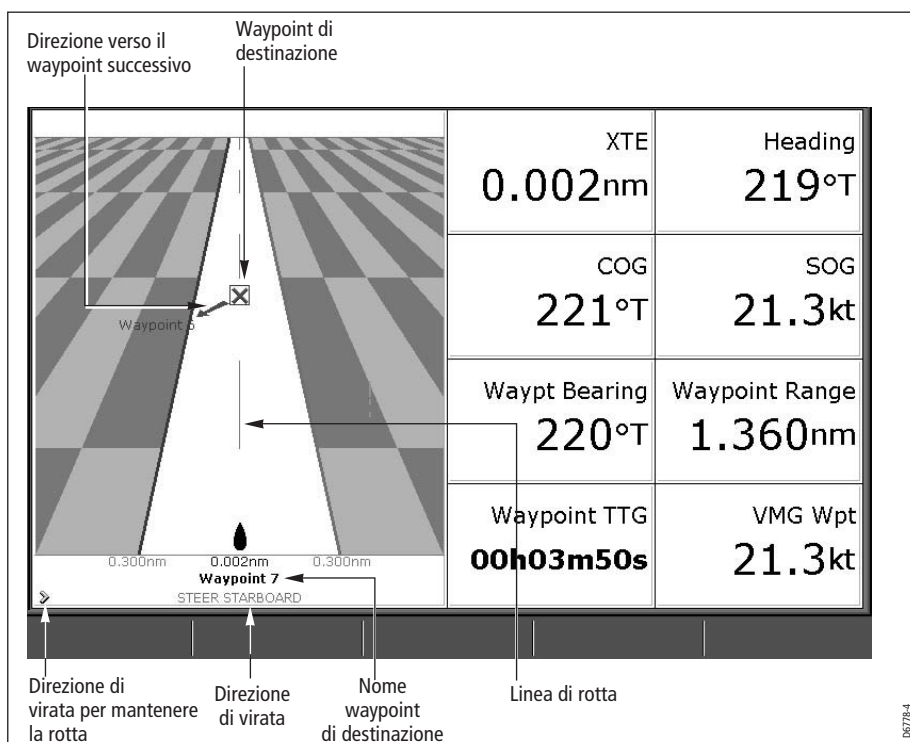 Direzione verso il
waypoint successivo
Waypoint di
destinazione
XTE
0.002nm
Heading
219°T
COG
221°T
SOG
21.3kt
Waypt Bearing
220°T
Waypoint Range
1.360nm
Waypoint TTG
00h03m50s
VMG Wpt
21.3kt
Waypoint 6
0.300nm
0.002nm
0.300nm
Waypoint 7
STEER STARBOARD
Direzione di
virata per mantenere
la rotta
Direzione
di virata
Nome
waypoint
di destinazione
Linea di rotta
D6778-4